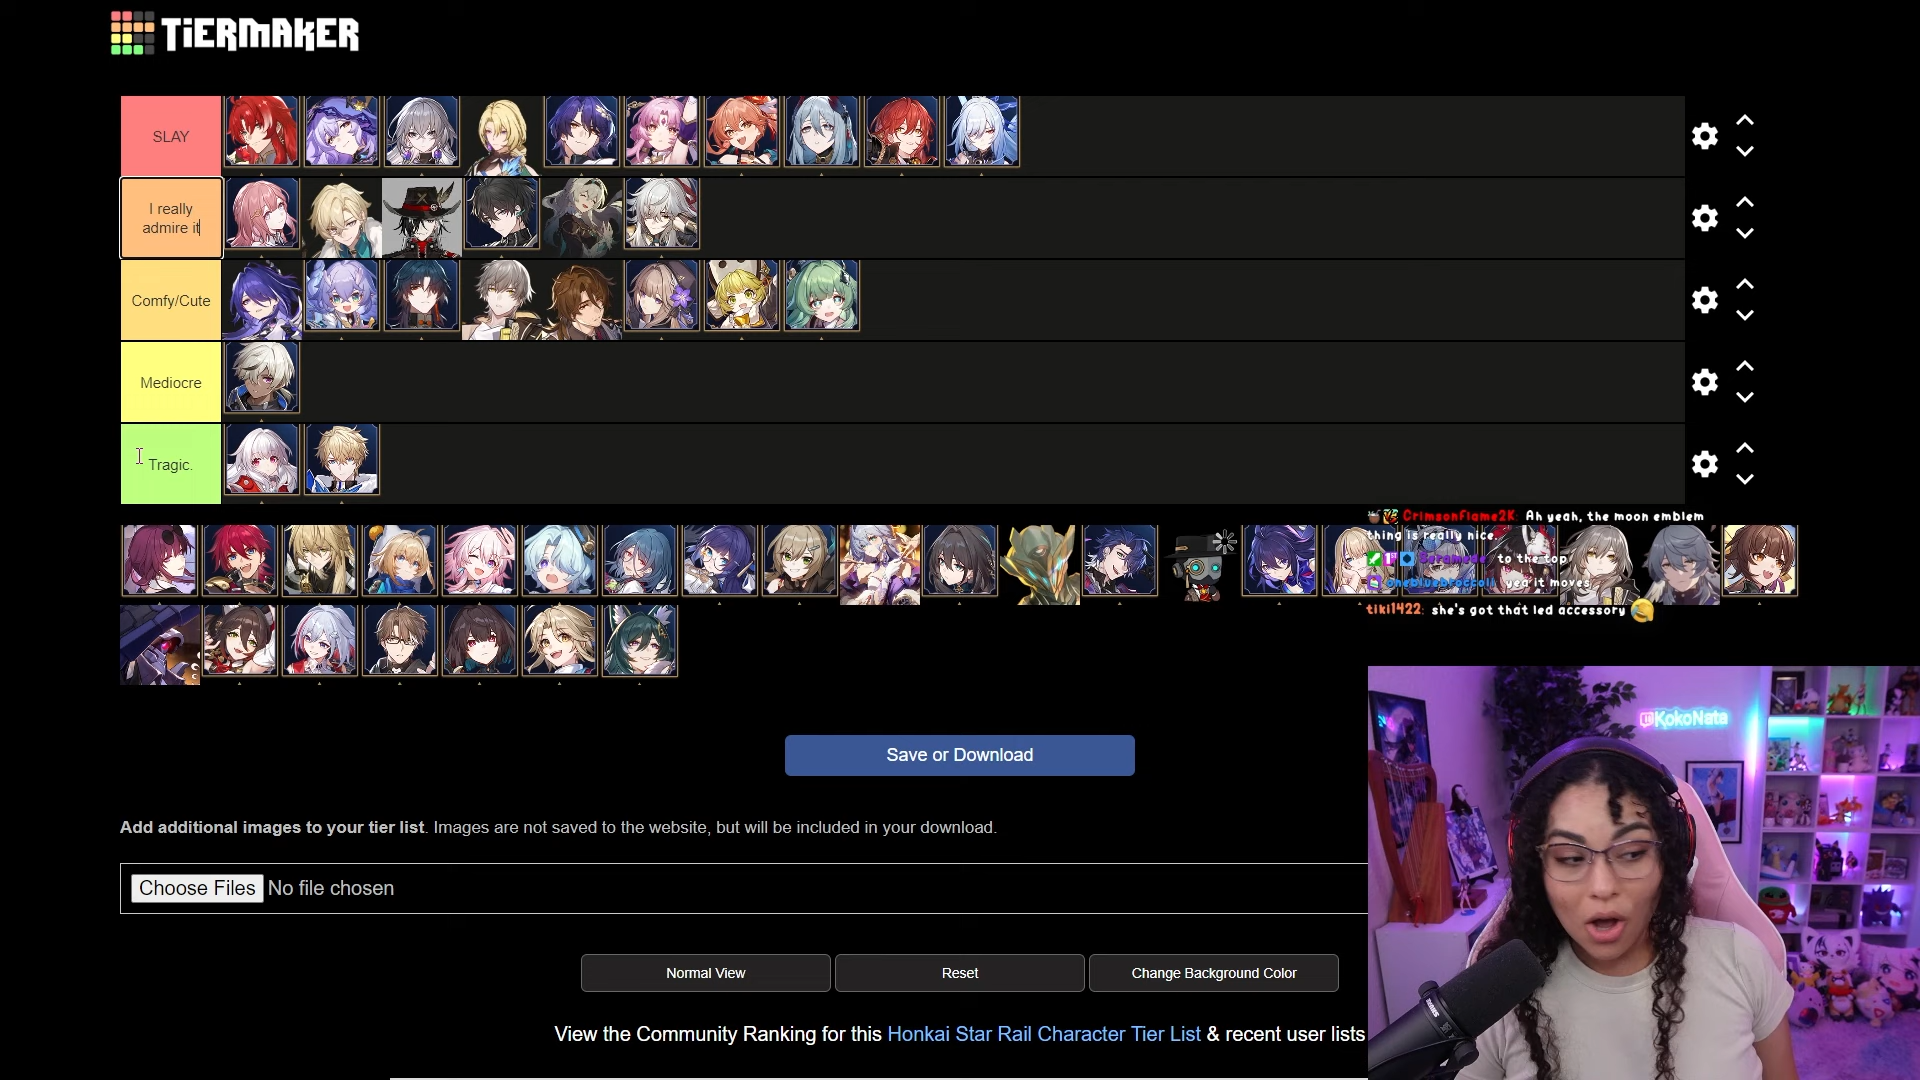 TiERMAKER
SLAY
I really
admire it
Comfy/Cute
Mediocre
Tragic.
CrimsonFlame2K: Ah yeah, the moon emblem
thing is really nice.
to the top
onebluebroccoli yea it moves
tiki1422: she's got that led accessory
Save or Download
Add additional images to your tier list. Images are not saved to the website, but will be included in your download.
Choose Files No file chosen
KokoNata
Normal View
Reset
Change Background Color
View the Community Ranking for this Honkai Star Rail Character Tier List & recent user lists